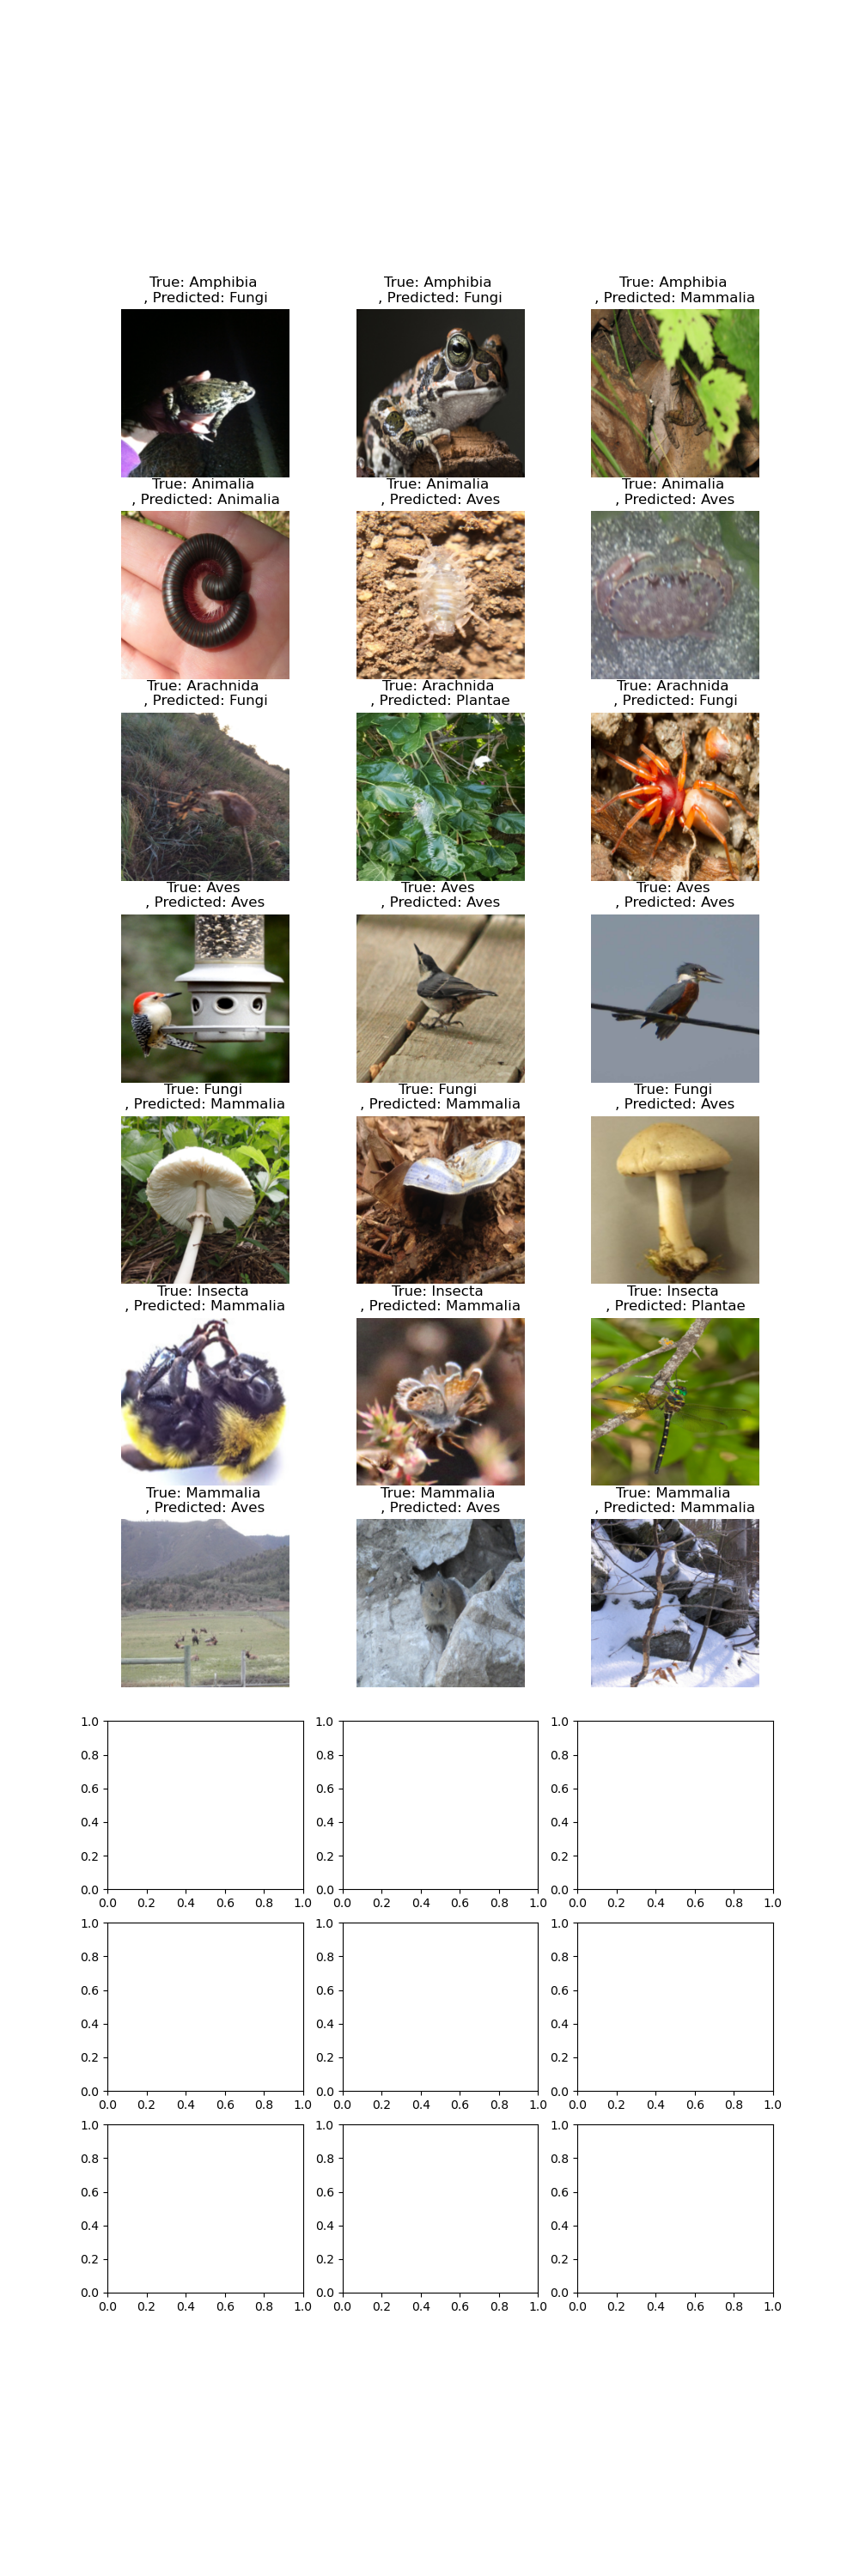 True: Amphibia True: Amphibia True: Amphibia
, Predicted: Fungi , Predicted: Fungi , Predicted: Mammalia
True: Animalia True: Animalia True: Animalia
, Predicted: Animalia , Predicted: Aves , Predicted: Aves
True: Arachnida True: Arachnida True: Arachnida
, Predicted: Fungi , Predicted: Plantae , Predicted: Fungi
True: Aves True: Aves True: Aves
, Predicted: Aves , Predicted: Aves , Predicted: Aves
True: Fungi True: Fungi True: Fungi
, Predicted: Mammalia , Predicted: Mammalia , Predicted: Aves
True: Insecta True: Insecta True: Insecta
, Predicted: Mammalia , Predicted: Mammalia , Predicted: Plantae
True: Mammalia True: Mammalia True: Mammalia
, Predicted: Aves , Predicted: Aves , Predicted: Mammalia
1.0 1.0 1.0
0.8 0.8 0.8
0.6 0.6 0.6
0.4 0.4 0.4
0.2 0.2 0.2
0.0 0.0 0.0
0.0 0.2 0.4 0.6 0.8 1.0 0.0 0.2 0.4 0.6 0.8 1.0 0.0 0.2 0.4 0.6 0.8 1.0
1.0 1.0 1.0
0.8 0.8 0.8
0.6 0.6 0.6
0.4 0.4 0.4
0.2 0.2 0.2
0.0 0.0 0.0
0.0 0.2 0.4 0.6 0.8 1.0 0.0 0.2 0.4 0.6 0.8 1.0 0.0 0.2 0.4 0.6 0.8 1.0
1.0 1.0 1.0
0.8 0.8 0.8
0.6 0.6 0.6
0.4 0.4 0.4
0.2 0.2 0.2
0.0 0.0 0.0
0.0 0.2 0.4 0.6 0.8 1.0 0.0 0.2 0.4 0.6 0.8 1.0 0.0 0.2 0.4 0.6 0.8 1.0